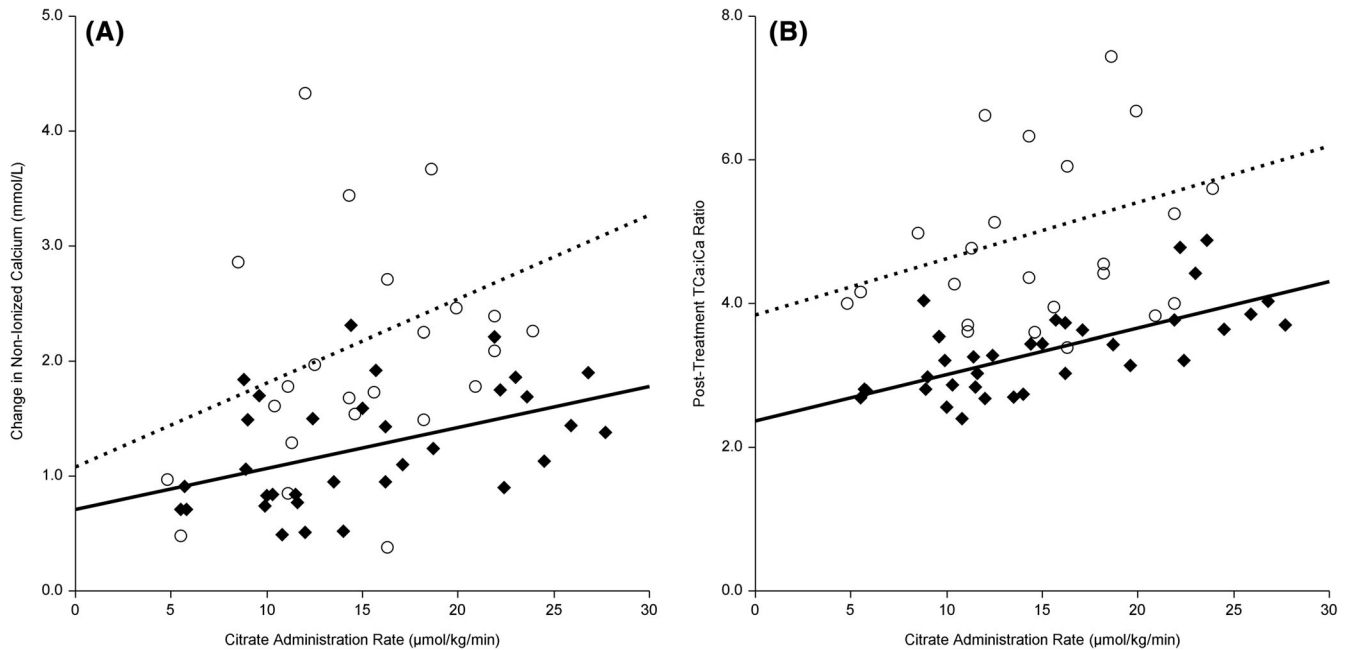 (A)
Change in Non-Ionized Calcium (mmol/L)
5.0
4.0
3.0
2.0
1.0
0.0
0 5 10 15 20 25 30
Citrate Administration Rate (µmol/kg/min)
(B)
Post-Treatment TCa:iCa Ratio
8.0
6.0
4.0
2.0
0.0
0 5 10 15 20 25 30
Citrate Administration Rate (µmol/kg/min)